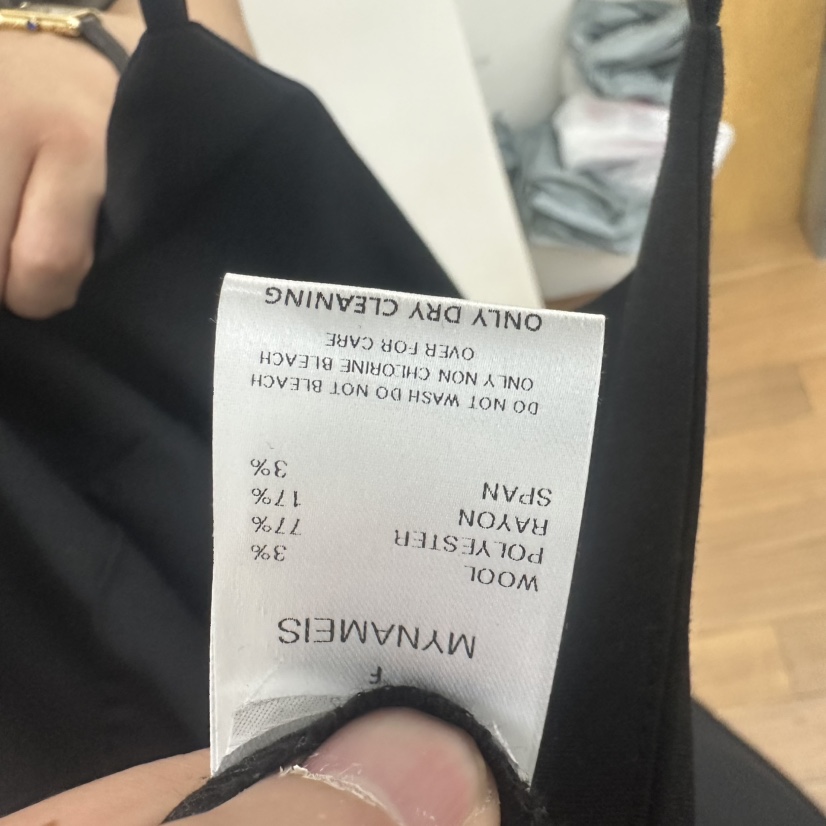 F
MYNAMEIS
WOOL 3%
POLYESTER 77%
RAYON 17%
SPAN 3%
DO NOT WASH DO NOT BLEACH
ONLY NON CHLORINE BLEACH
OVER FOR CARE
ONLY DRY CLEANING